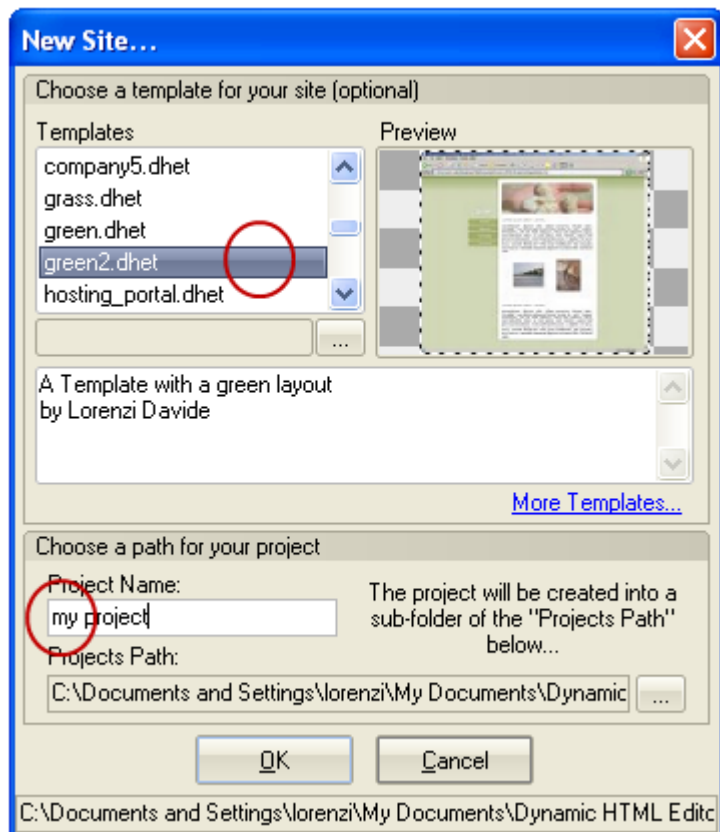 New Site...
Choose a template for your site (optional)
Templates
Preview
company5.dhet
grass.dhet
green.dhet
green2.dhet
hosting_portal.dhet
...
A Template with a green layout
by Lorenzi Davide
More Templates...
Choose a path for your project
Project Name:
my project
The project will be created into a
sub-folder of the "Projects Path"
below...
Projects Path:
C:\Documents and Settings\lorenzi\My Documents\Dynamic
...
OK
Cancel
C:\Documents and Settings\lorenzi\My Documents\Dynamic HTML Editc